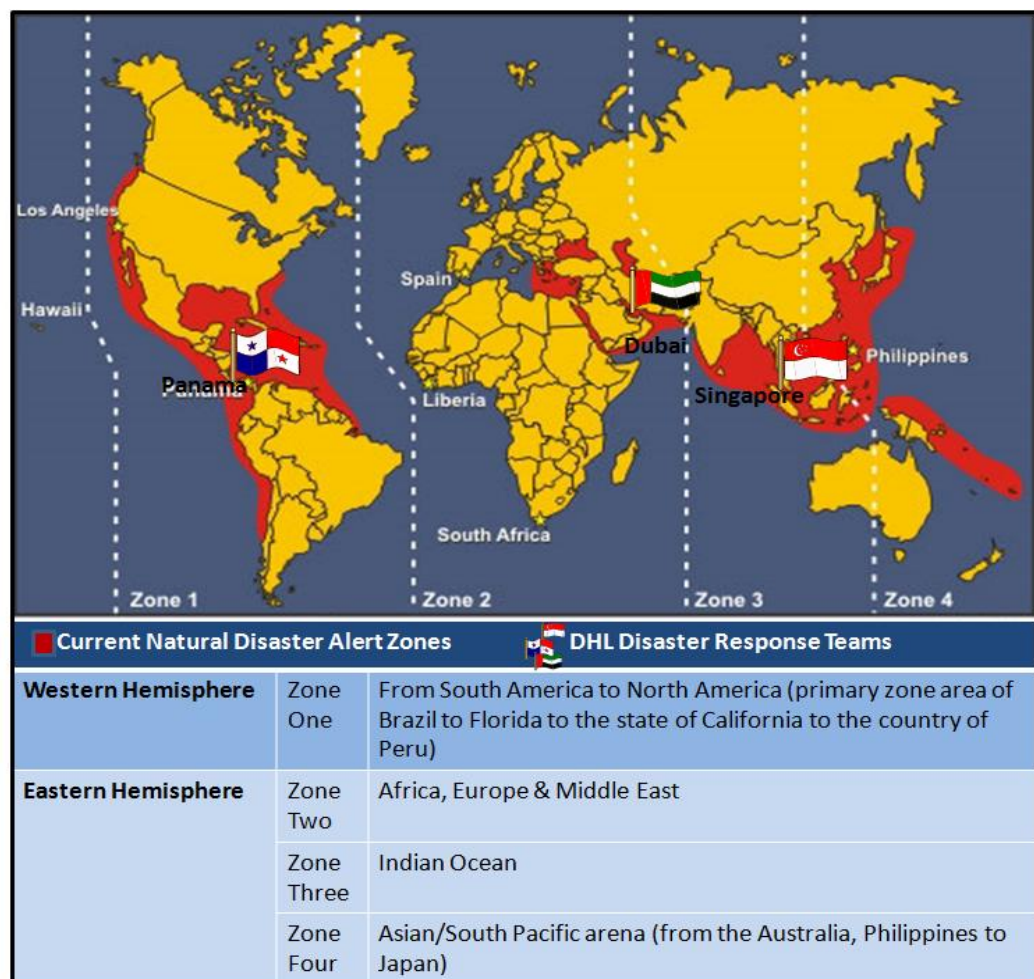 Los Angeles
Hawaii
Spain
Dubai
Philippines
Panama
Panama
Liberia
Singapore
South Africa
Zone 1
Zone 2
Zone 3
Zone 4
Current Natural Disaster Alert Zones
DHL Disaster Response Teams
Western Hemisphere
Zone
One
From South America to North America (primary zone area of
Brazil to Florida to the state of California to the country of
Peru)
Eastern Hemisphere
Zone
Two
Africa, Europe & Middle East
Zone
Three
Indian Ocean
Zone
Four
Asian/South Pacific arena (from the Australia, Philippines to
Japan)